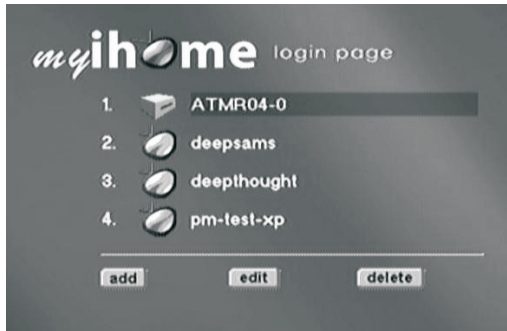 myihome login page
1. ATMR04-0
2. deepsams
3. deepthought
4. pm-test-xp
add edit delete